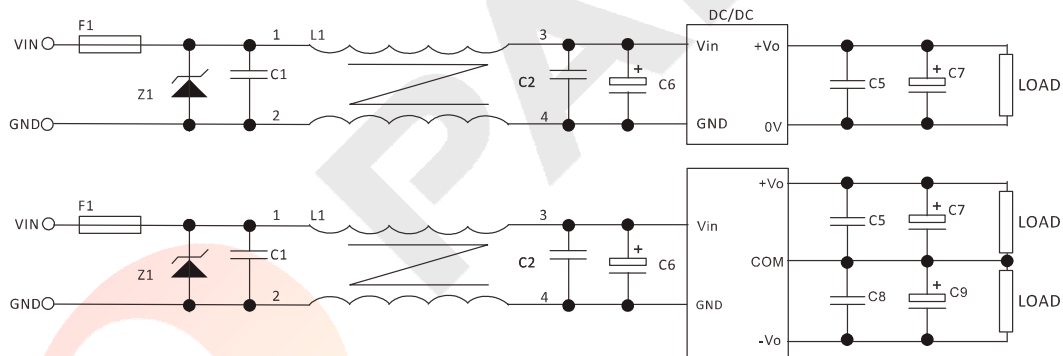 DC/DC
F1
VIN 1 L1 3 Vin +Vo
Z1 C1 C2 + C6 C5 + C7 LOAD
GND 2 4 GND 0V
+Vo
F1 C5 + C7 LOAD
VIN 1 L1 3 Vin
Z1 C1 C2 + C6 COM
GND 2 4 GND C8 + C9 LOAD
-Vo